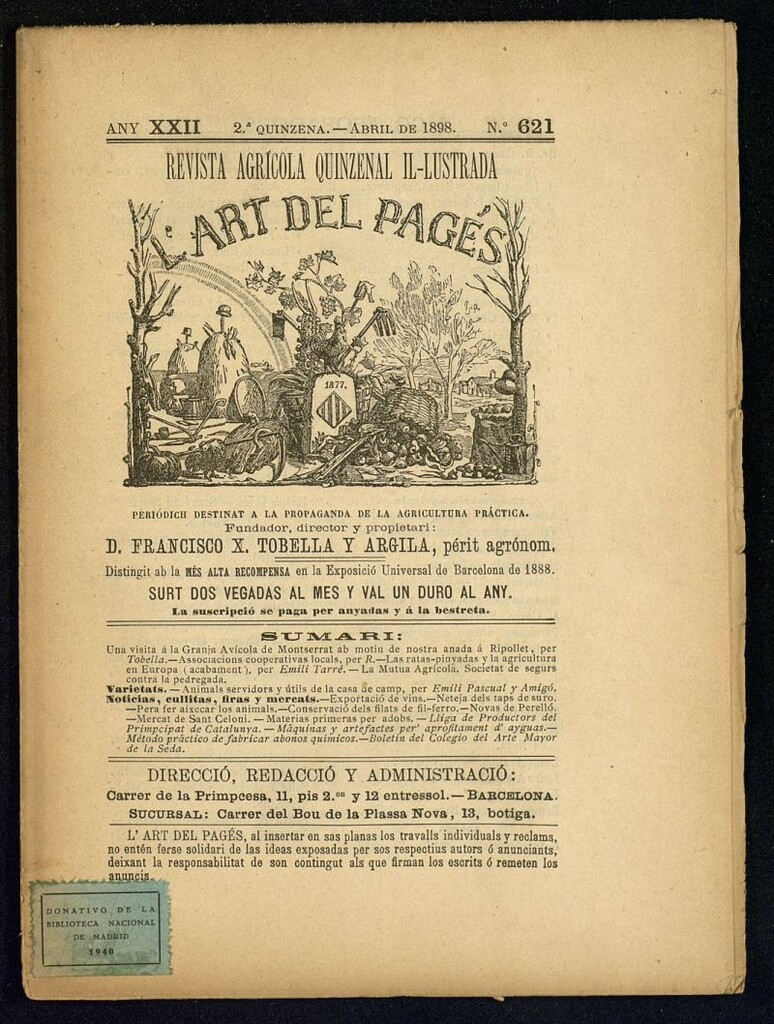 ANY XXII 2.ª QUINZENA.—ABRIL DE 1898. N.º 621
REVISTA AGRÍCOLA QUINZENAL IL-LUSTRADA
L'ART DEL PAGÉS
1877.
PERIÓDICH DESTINAT A LA PROPAGANDA DE LA AGRICULTURA PRÁCTICA.
Fundador, director y propietari:
D. FRANCISCO X. TOBELLA Y ARGILA, périt agrónom.
Distingit ab la MÉS ALTA RECOMPENSA en la Exposició Universal de Barcelona de 1888.
SURT DOS VEGADAS AL MES Y VAL UN DURO AL ANY.
La suscripció se paga per anyadas y á la bestreta.
SUMARI:
Una visita á la Granja Avícola de Montserrat ab motiu de nostra anada á Ripollet, per
Tobella.—Associacions cooperativas locals, per R.—Las ratas-pinyadas y la agricultura
en Europa (acabament), per Emili Tarré.—La Mutua Agrícola. Societat de segurs
contra la pedregada.
Varietats.—Animals servidors y útils de la casa de camp, per Emili Pascual y Amigó.
Noticias, cullitas, firas y mercats.—Exportació de vins.—Neteja dels taps de suro.
—Pera fer aixecar los animals.—Conservació dels filats de fil-ferro.—Novas de Perelló.
—Mercat de Sant Celoni.—Materias primeras per adobs.—Lliga de Productors del
Primpcipat de Catalunya.—Máquinas y artefactes per' aprofitament d' ayguas.—
Método práctico de fabricar abonos químicos.—Boletin del Colegio del Arte Mayor
de la Seda.
DIRECCIÓ, REDACCIÓ Y ADMINISTRACIÓ:
Carrer de la Primpcesa, 11, pis 2.on y 12 entressol.—BARCELONA.
SUCURSAL: Carrer del Bou de la Plassa Nova, 13, botiga.
L' ART DEL PAGÉS, al insertar en sas planas los travalls individuals y reclams,
no entén ferse solidari de las ideas exposadas per sos respectius autors ó anunciants,
deixant la responsabilitat de son contingut als que firman los escrits ó remeten los
anuncis.
DONATIVO DE LA
BIBLIOTECA NACIONAL
DE MADRID
1940